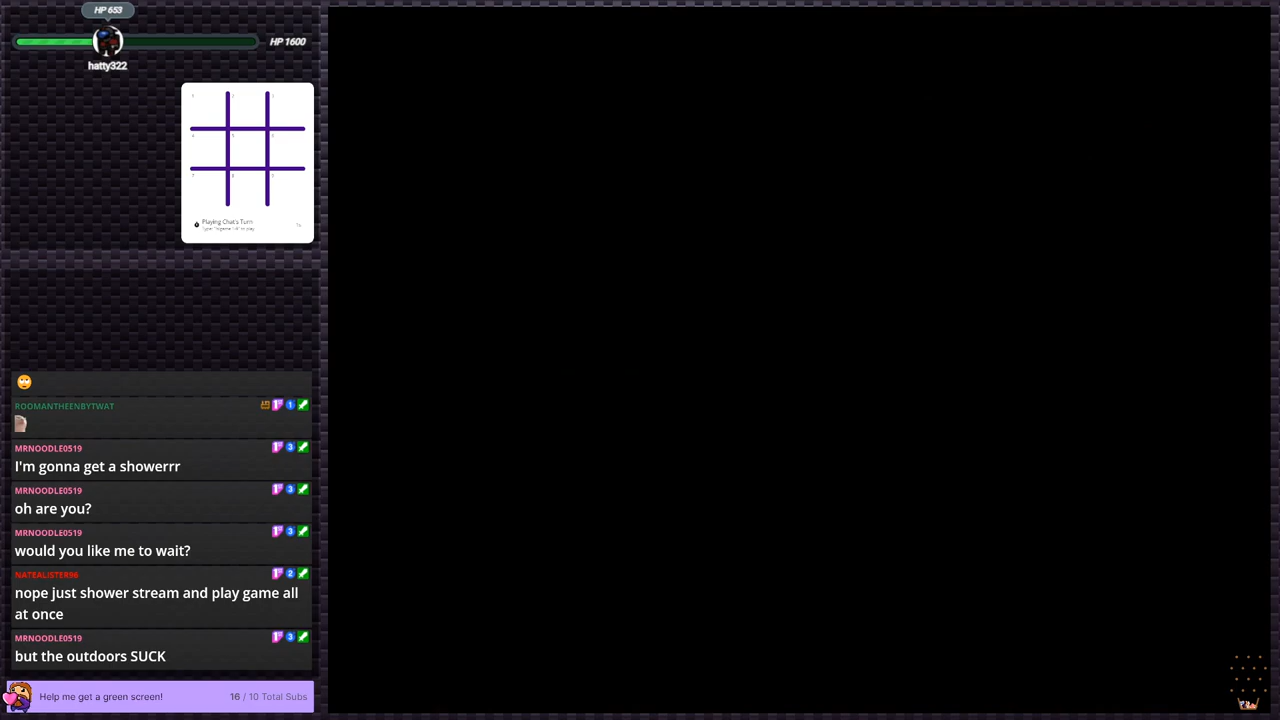 HP 653
HP 1600
hatty322
Playing Chat's Turn
ROOMANTHEENBYTWAT
MRNOODLE0519
I'm gonna get a showerrr
MRNOODLE0519
oh are you?
MRNOODLE0519
would you like me to wait?
NATEALISTER96
nope just shower stream and play game all
at once
MRNOODLE0519
but the outdoors SUCK
Help me get a green screen!
16 / 10 Total Subs